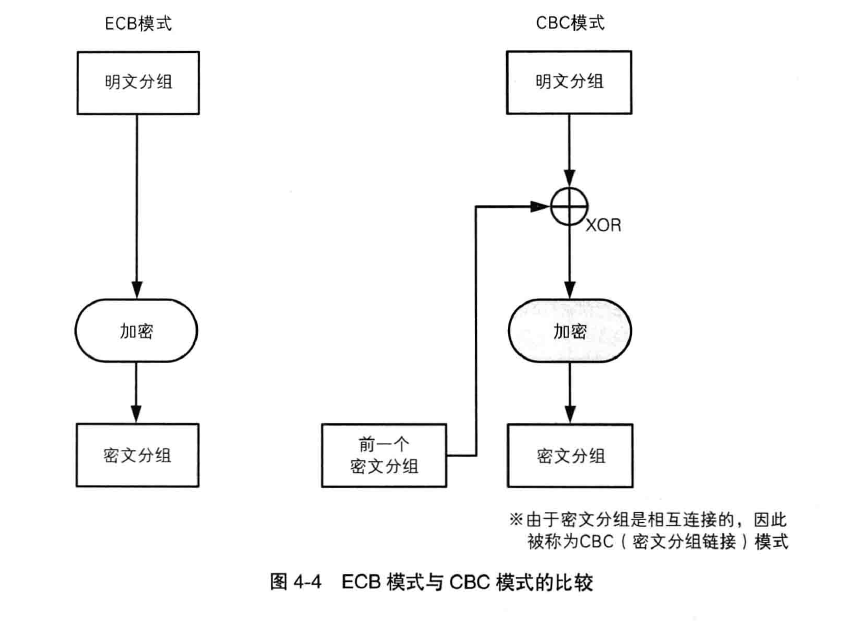 ECB模式
明文分组
加密
密文分组
CBC模式
明文分组
XOR
加密
前一个
密文分组
密文分组
※由于密文分组是相互连接的，因此
被称为CBC（密文分组链接）模式
图 4-4 ECB 模式与 CBC 模式的比较